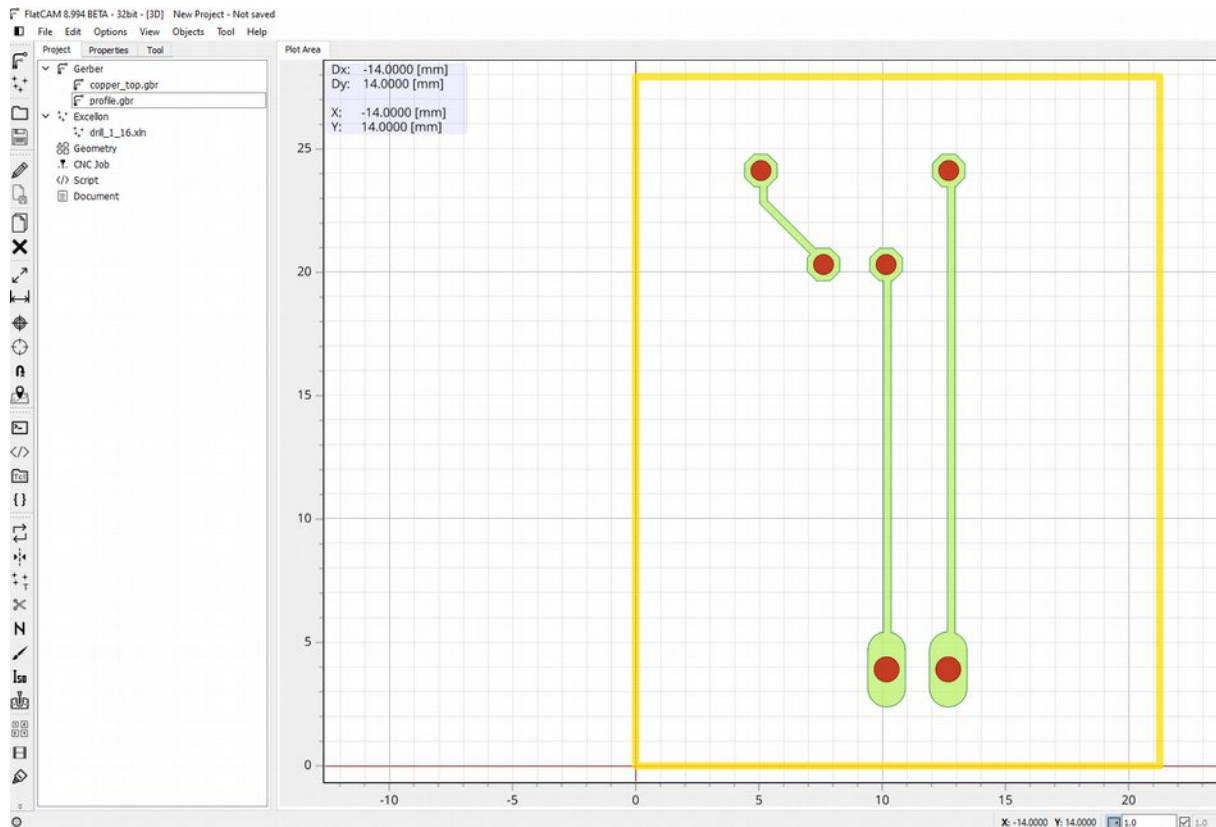 FlatCAM 8.994 BETA - 32bit - [3D]    New Project - Not saved
File Edit Options View Objects Tool Help
Project Properties Tool
Plot Area
Gerber
copper_top.gbr
profile.gbr
Excellon
drill_1_16.xln
Geometry
CNC Job
</> Script
Document
Dx: -14.0000 [mm]
Dy: 14.0000 [mm]
X: -14.0000 [mm]
Y: 14.0000 [mm]
25
20
15
10
5
0
-10 -5 0 5 10 15 20
</>
Tcl
{ }
T
N
Iso
X: -14.0000 Y: 14.0000 1.0 1.0